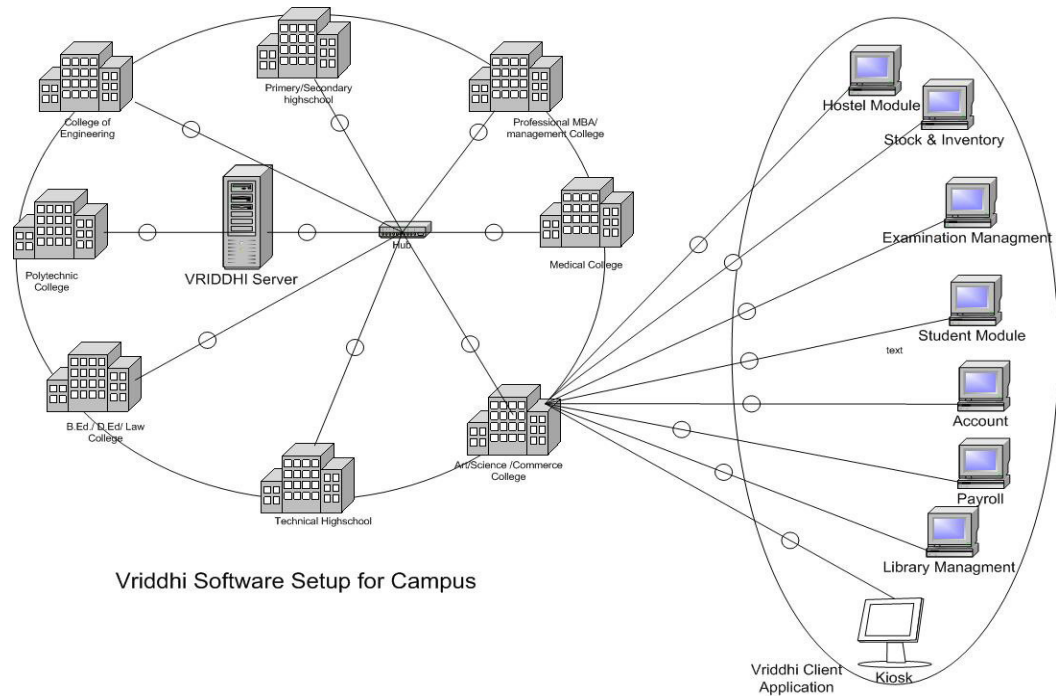 Primery/Secondary
highschool
College of
Engineering
Professional MBA/
management College
Hostel Module
Stock & Inventory
Examination Managment
Hub
Polytechnic
College
VRIDDHI Server
Medical College
Student Module
text
B.Ed./ D.Ed/ Law
College
Account
Art/Science /Commerce
College
Technical Highschool
Payroll
Library Managment
Vriddhi Software Setup for Campus
Vriddhi Client
Application
Kiosk